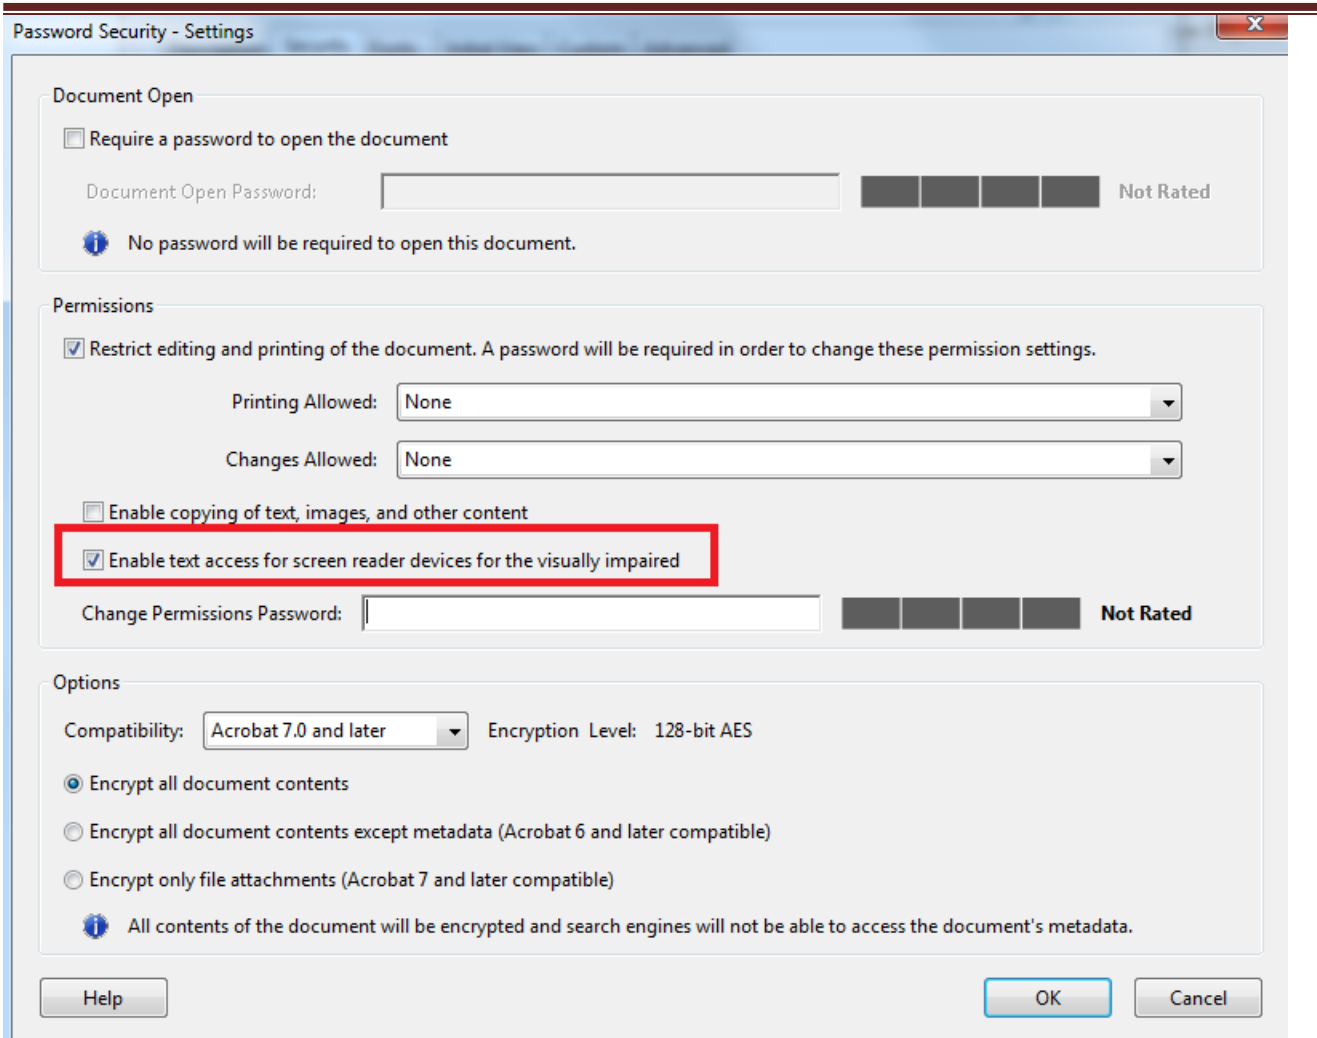 Password Security - Settings
Document Open
Require a password to open the document
Document Open Password:
Not Rated
No password will be required to open this document.
Permissions
Restrict editing and printing of the document. A password will be required in order to change these permission settings.
Printing Allowed: None
Changes Allowed: None
Enable copying of text, images, and other content
Enable text access for screen reader devices for the visually impaired
Change Permissions Password:
Not Rated
Options
Compatibility: Acrobat 7.0 and later Encryption Level: 128-bit AES
Encrypt all document contents
Encrypt all document contents except metadata (Acrobat 6 and later compatible)
Encrypt only file attachments (Acrobat 7 and later compatible)
All contents of the document will be encrypted and search engines will not be able to access the document's metadata.
Help OK Cancel